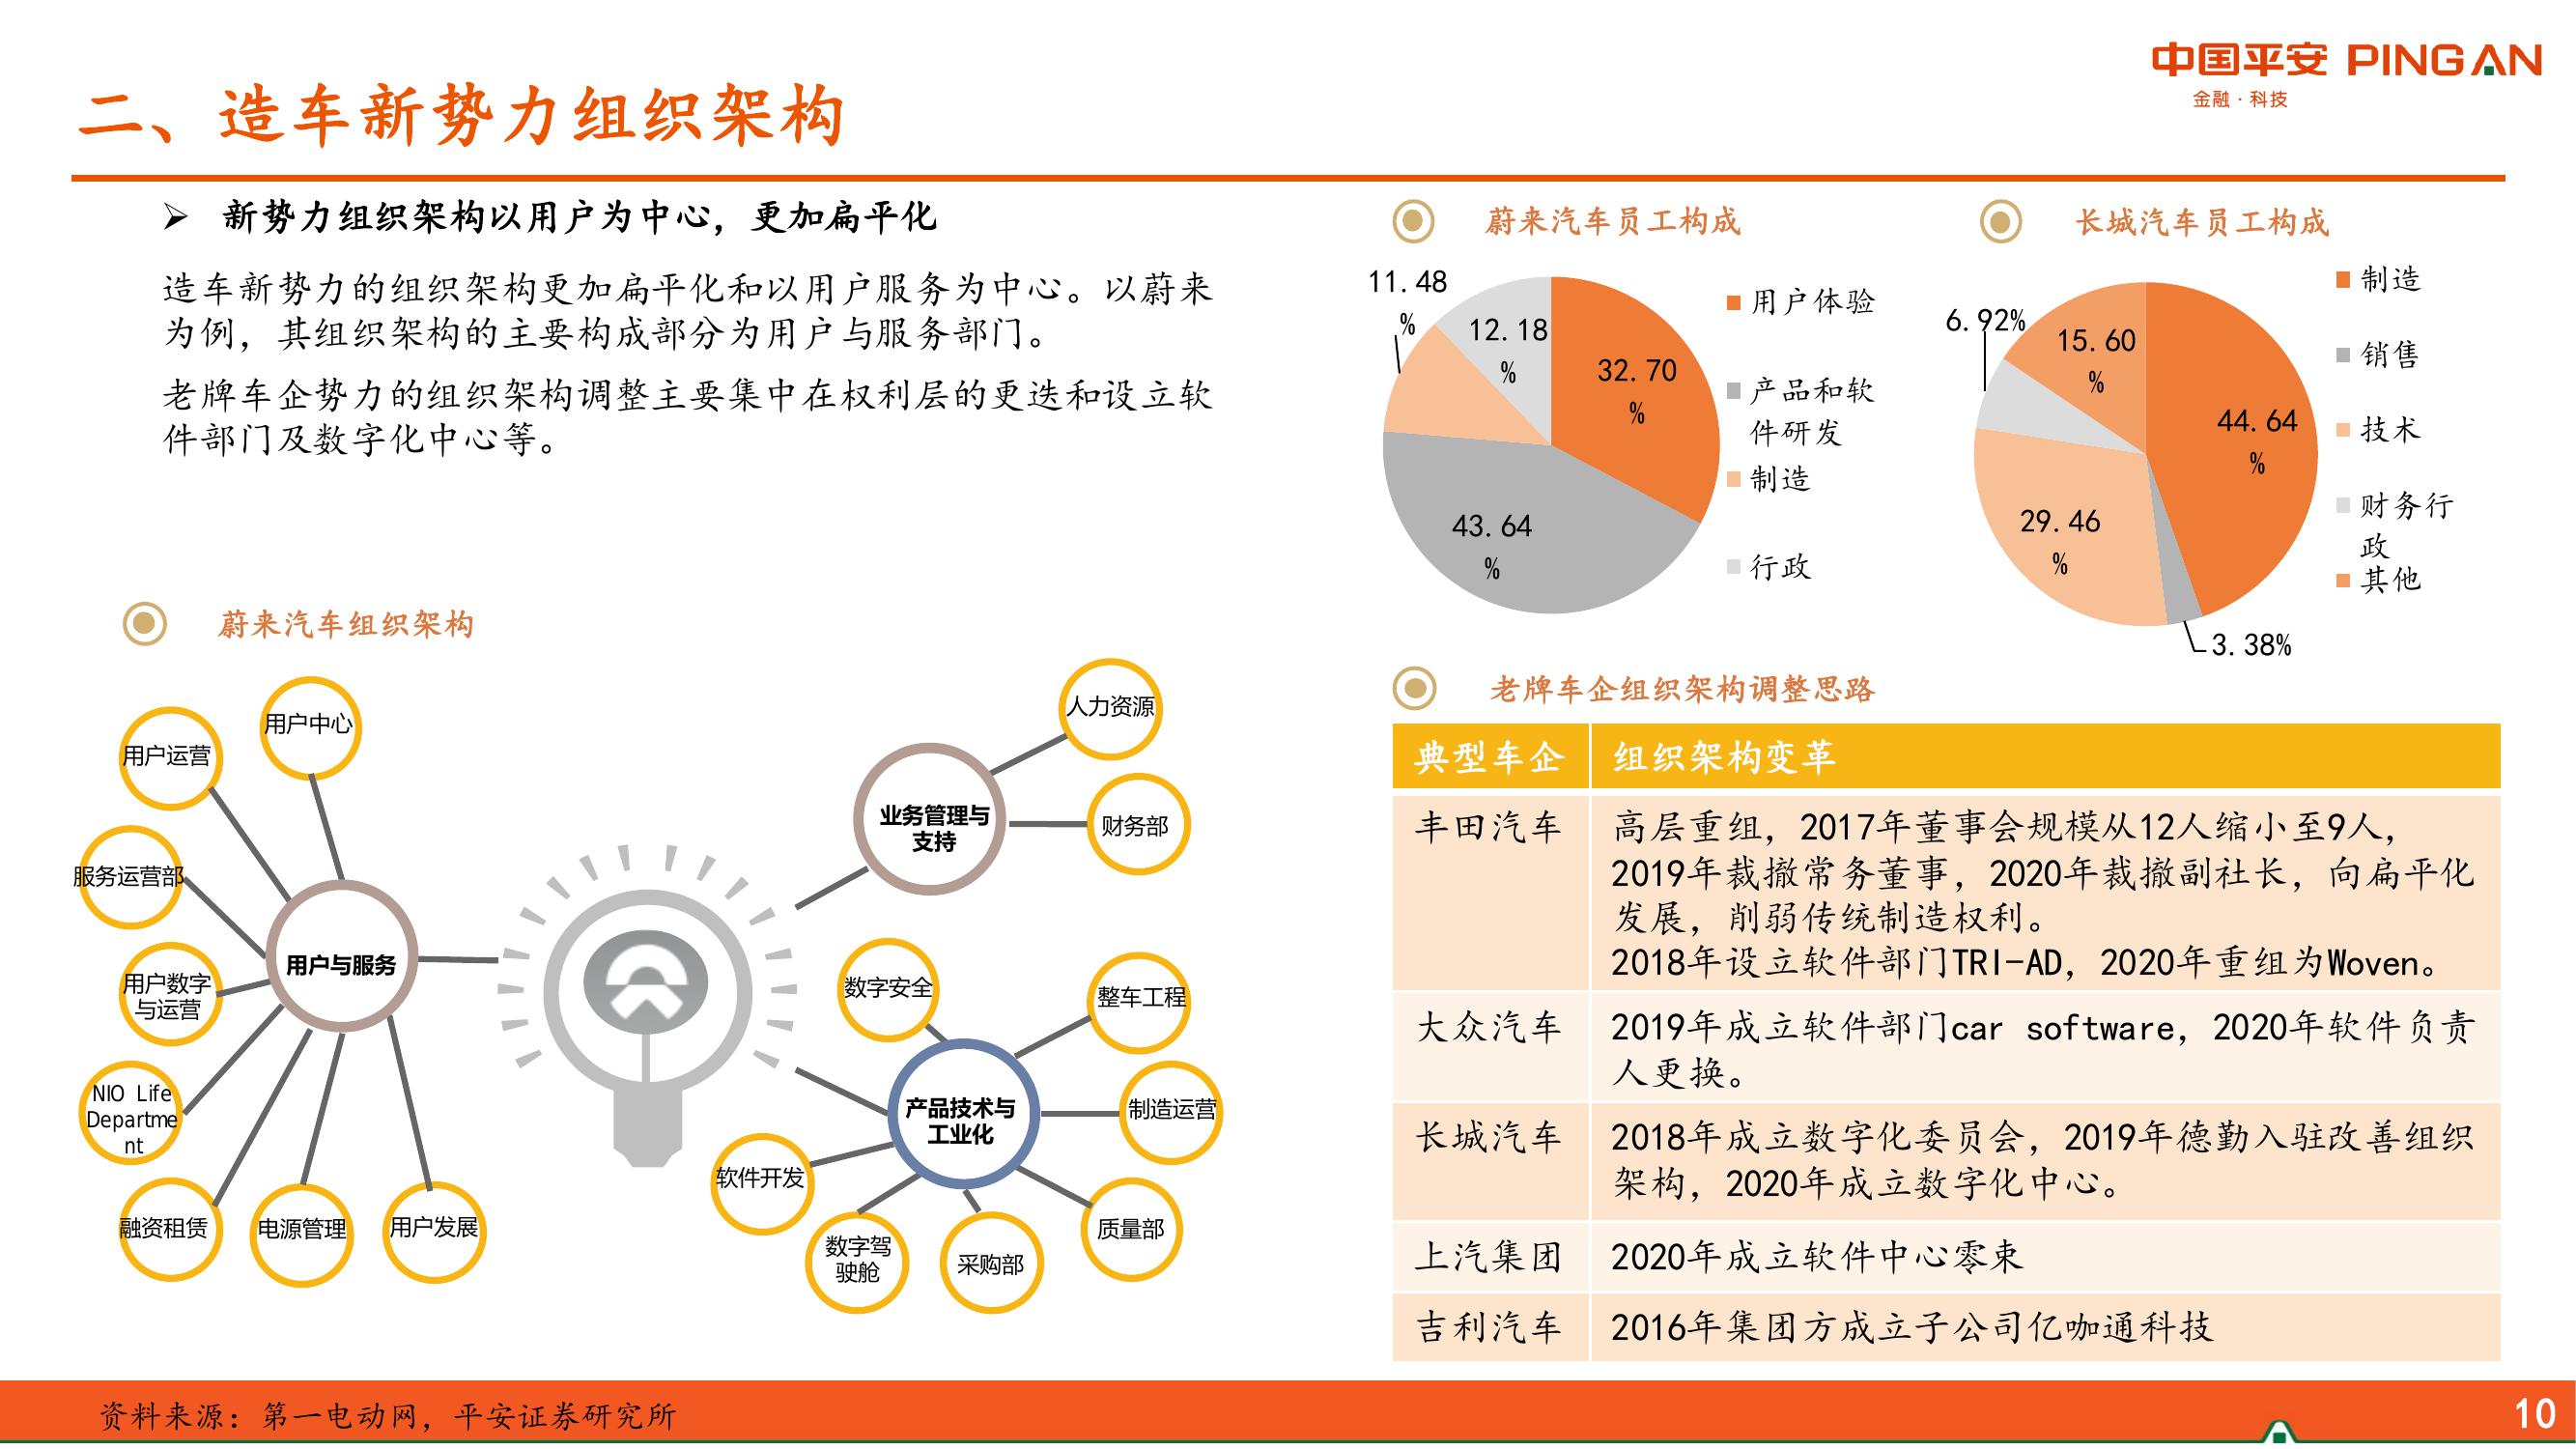 中国平安 PINGAN
金融·科技
二、造车新势力组织架构
➢ 新势力组织架构以用户为中心，更加扁平化
造车新势力的组织架构更加扁平化和以用户服务为中心。以蔚来
为例，其组织架构的主要构成部分为用户与服务部门。
老牌车企势力的组织架构调整主要集中在权利层的更迭和设立软
件部门及数字化中心等。
蔚来汽车组织架构
用户中心
用户运营
服务运营部
用户数字
与运营
NIO Life
Departme
nt
融资租赁
电源管理
用户发展
用户与服务
业务管理与
支持
人力资源
财务部
产品技术与
工业化
数字安全
整车工程
制造运营
质量部
采购部
数字驾
驶舱
软件开发
蔚来汽车员工构成
11.48
%
12.18
%
32.70
%
43.64
%
用户体验
产品和软
件研发
制造
行政
长城汽车员工构成
6.92%
15.60
%
44.64
%
29.46
%
3.38%
制造
销售
技术
财务行
政
其他
老牌车企组织架构调整思路
典型车企 组织架构变革
丰田汽车 高层重组，2017年董事会规模从12人缩小至9人，
2019年裁撤常务董事，2020年裁撤副社长，向扁平化
发展，削弱传统制造权利。
2018年设立软件部门TRI-AD，2020年重组为Woven。
大众汽车 2019年成立软件部门car software，2020年软件负责
人更换。
长城汽车 2018年成立数字化委员会，2019年德勤入驻改善组织
架构，2020年成立数字化中心。
上汽集团 2020年成立软件中心零束
吉利汽车 2016年集团方成立子公司亿咖通科技
资料来源：第一电动网，平安证券研究所
10